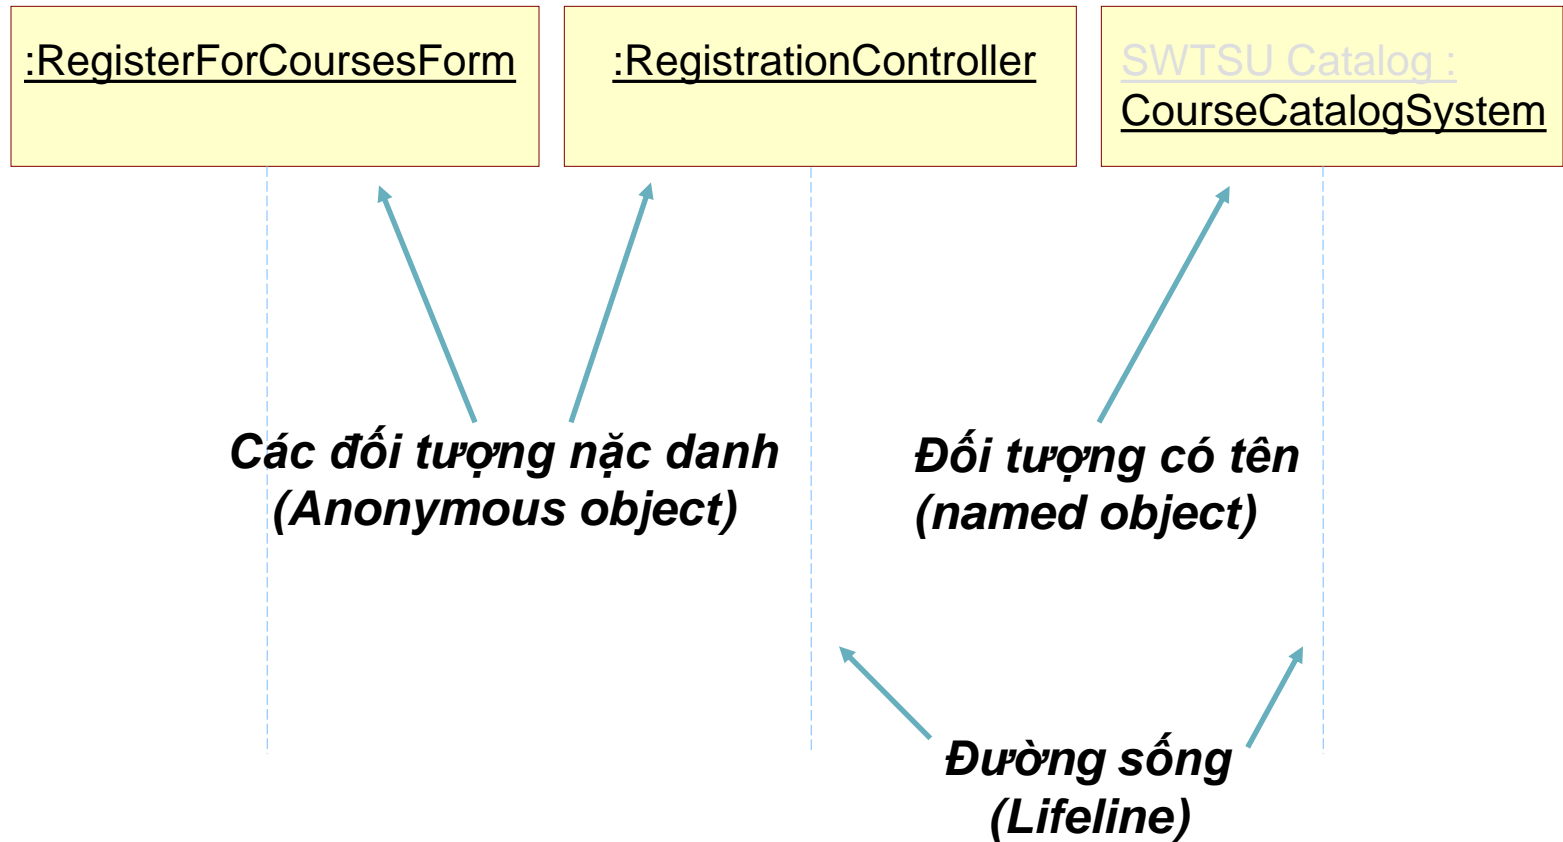 :RegisterForCoursesForm
:RegistrationController
SWTSU Catalog :
CourseCatalogSystem
Các đối tượng nặc danh
(Anonymous object)
Đối tượng có tên
(named object)
Đường sống
(Lifeline)